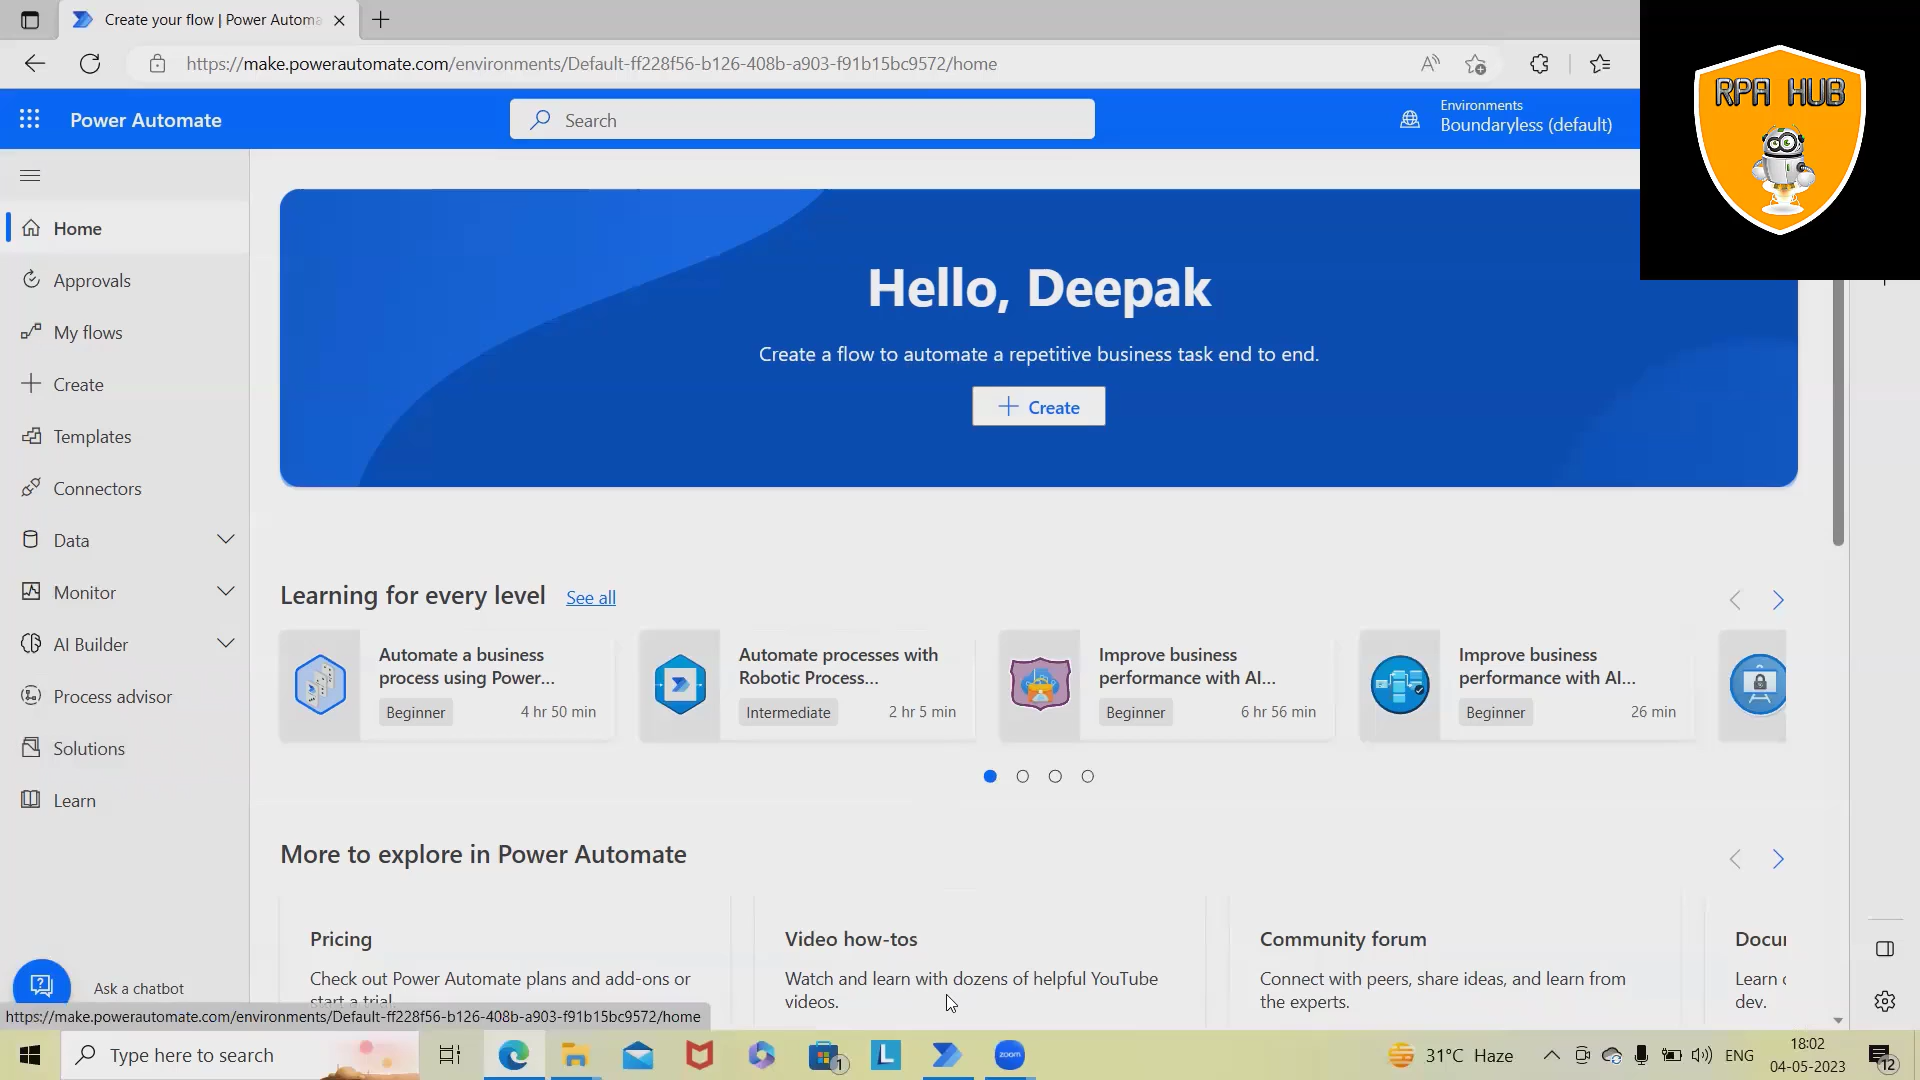 Create your flow | Power Automa
https://make.powerautomate.com/environments/Default-ff228f56-b126-408b-a903-f91b15bc9572/home
RPA HUB
Power Automate
Search
Environments
Boundaryless (default)
Home
Approvals
My flows
Create
Templates
Connectors
Data
Monitor
AI Builder
Process advisor
Solutions
Learn
Ask a chatbot
Hello, Deepak
Create a flow to automate a repetitive business task end to end.
Create
Learning for every level See all
Automate a business
process using Power...
Beginner 4 hr 50 min
Automate processes with
Robotic Process...
Intermediate 2 hr 5 min
Improve business
performance with AI...
Beginner 6 hr 56 min
Improve business
performance with AI...
Beginner 26 min
More to explore in Power Automate
Pricing
Check out Power Automate plans and add-ons or
start a trial.
Video how-tos
Watch and learn with dozens of helpful YouTube
videos.
Community forum
Connect with peers, share ideas, and learn from
the experts.
Docu
Learn
dev.
https://make.powerautomate.com/environments/Default-ff228f56-b126-408b-a903-f91b15bc9572/home
Type here to search
1
L
zoom
31°C Haze
ENG
18:02
04-05-2023
12